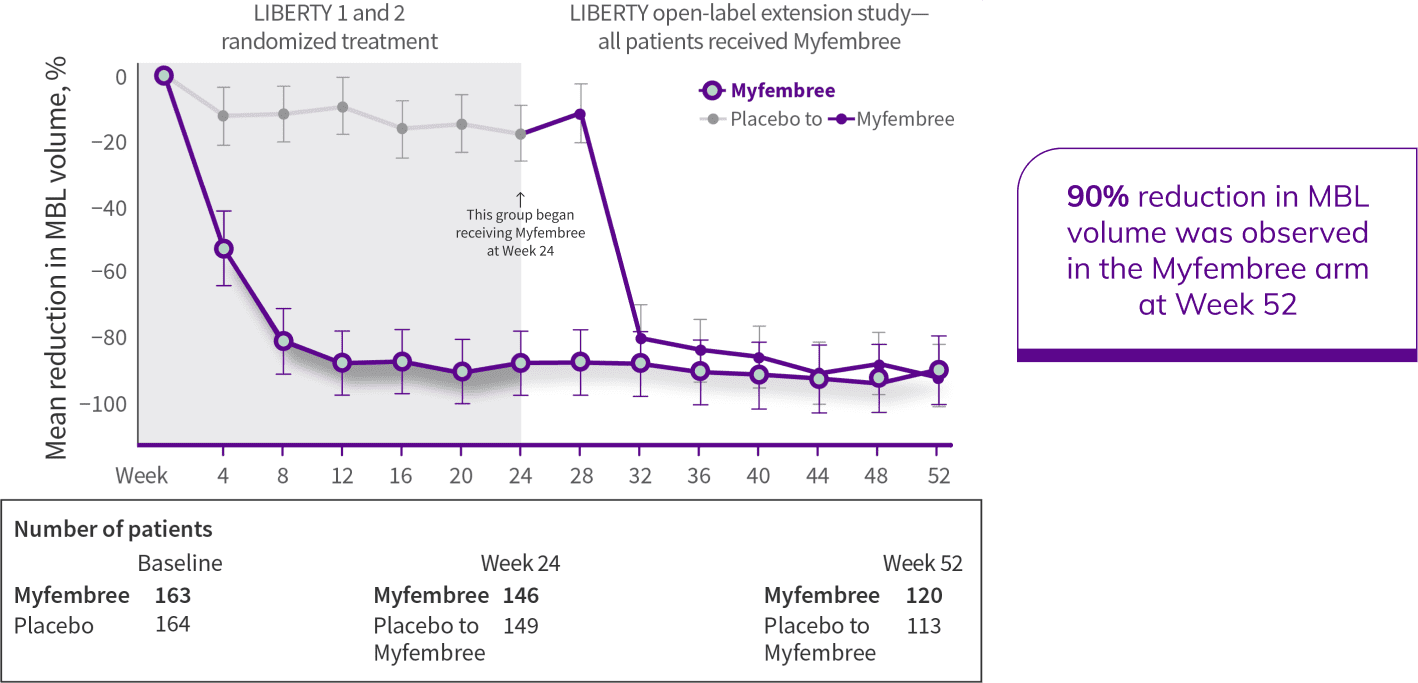 LIBERTY 1 and 2
randomized treatment
LIBERTY open-label extension study—
all patients received Myfembree
Mean reduction in MBL volume, %
0
−20
−40
−60
−80
−100
Myfembree
Placebo to Myfembree
↑
This group began
receiving Myfembree
at Week 24
Week 4 8 12 16 20 24 28 32 36 40 44 48 52
90% reduction in MBL
volume was observed
in the Myfembree arm
at Week 52
Number of patients
Baseline Week 24 Week 52
Myfembree 163 Myfembree 146 Myfembree 120
Placebo 164 Placebo to 149 Placebo to 113
Myfembree Myfembree